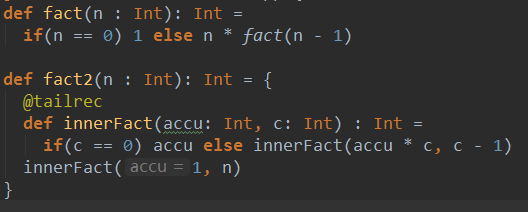 def fact(n : Int): Int =
  if(n == 0) 1 else n * fact(n - 1)

def fact2(n : Int): Int = {
  @tailrec
  def innerFact(accu: Int, c: Int) : Int =
    if(c == 0) accu else innerFact(accu * c, c - 1)
  innerFact( accu = 1, n)
}